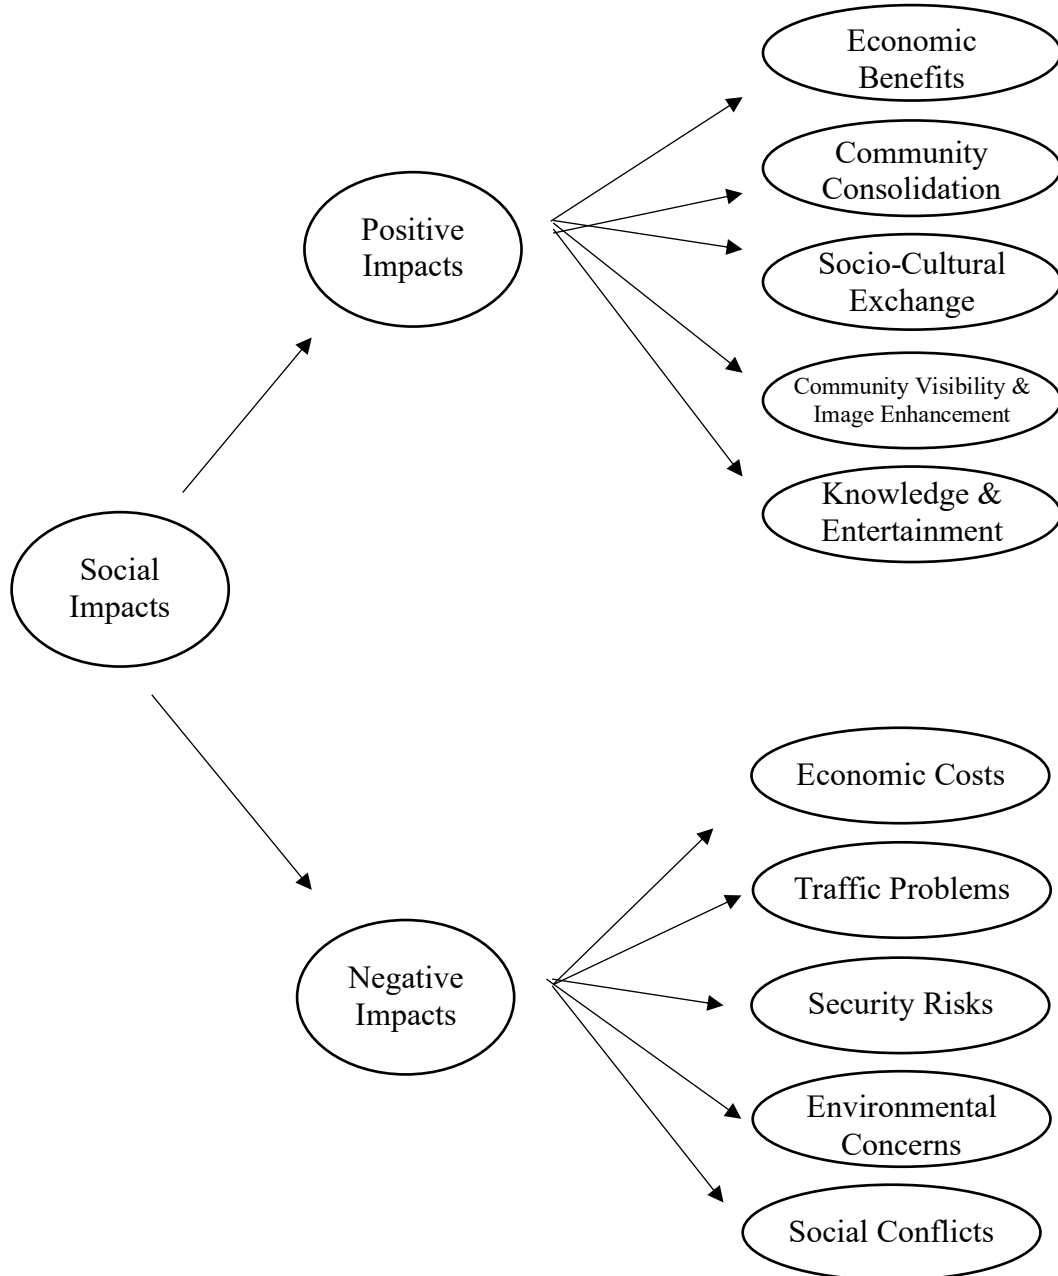 Economic
Benefits
Community
Consolidation
Positive
Impacts
Socio-Cultural
Exchange
Community Visibility &
Image Enhancement
Knowledge &
Entertainment
Social
Impacts
Economic Costs
Traffic Problems
Negative
Impacts
Security Risks
Environmental
Concerns
Social Conflicts